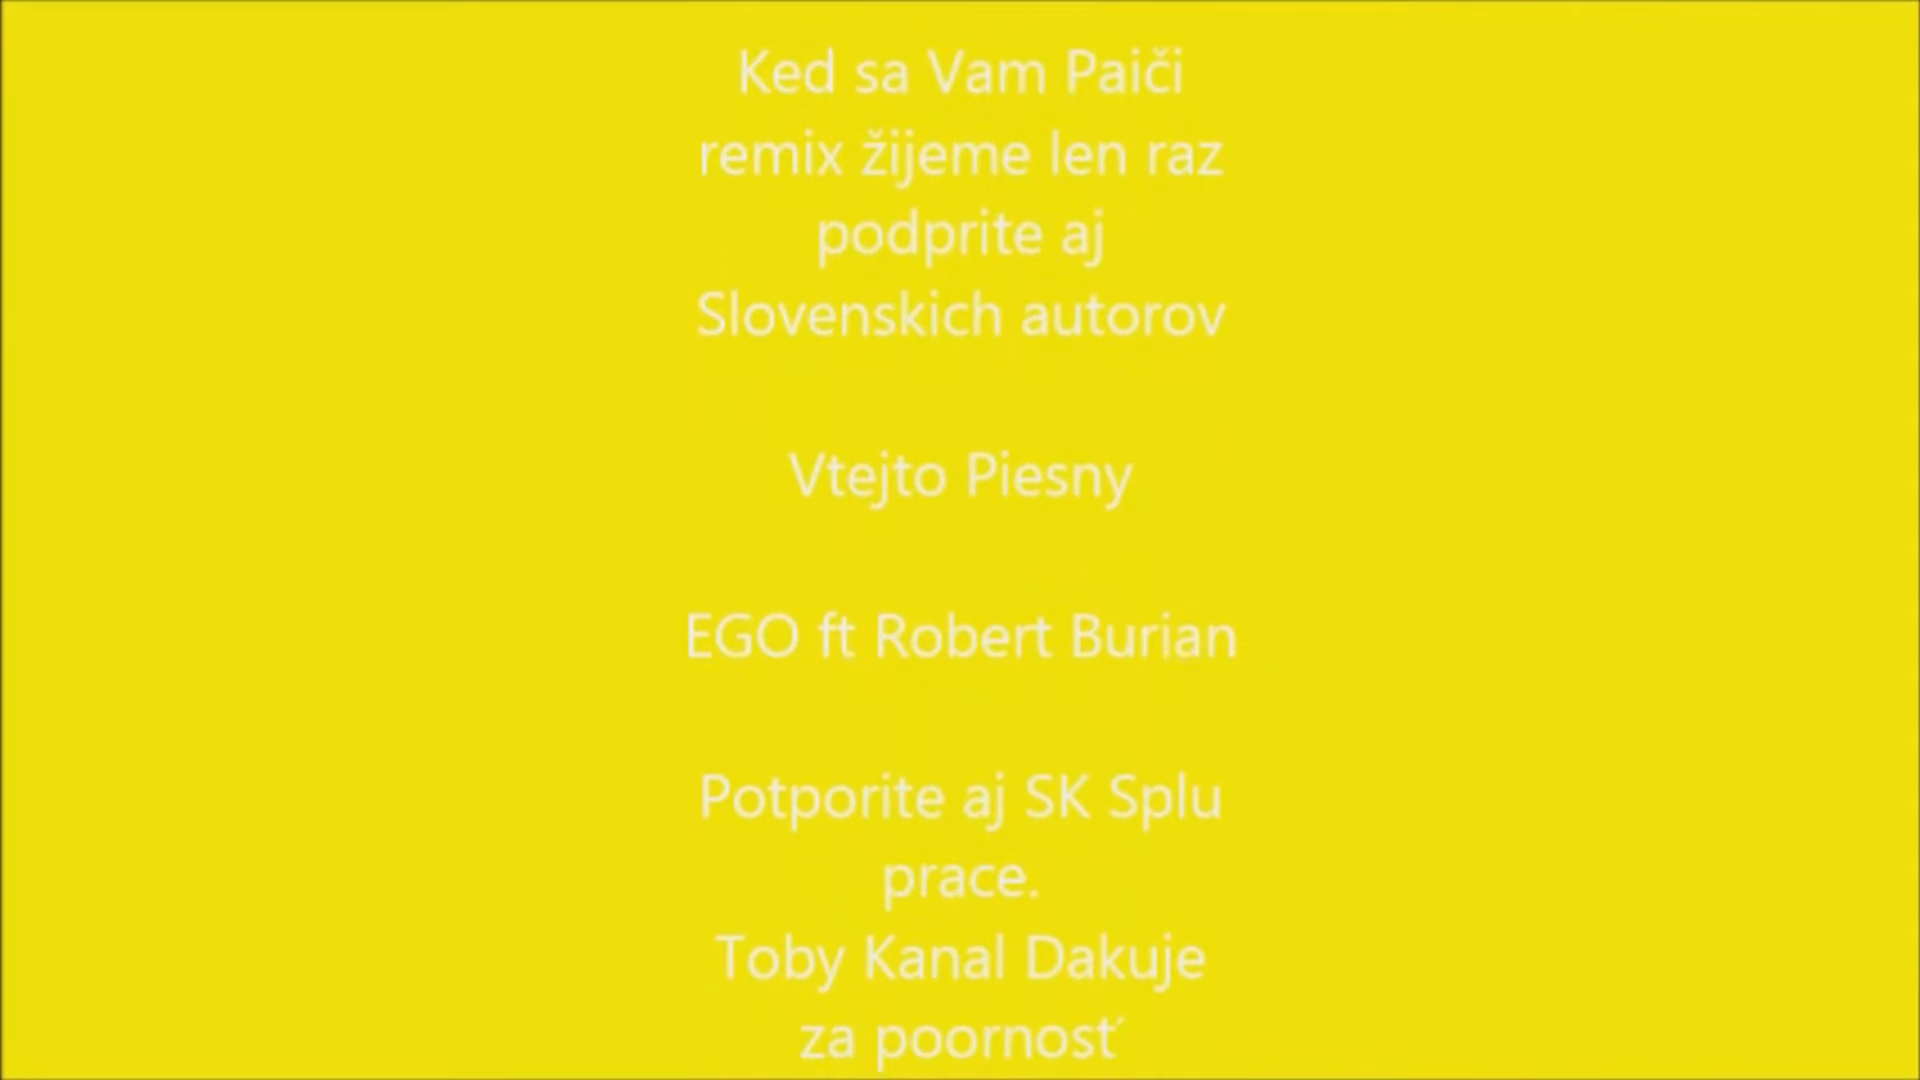 Ked sa Vam Paiči
remix žijeme len raz
podprite aj
Slovenskich autorov
Vtejto Piesny
EGO ft Robert Burian
Potporite aj SK Splu
prace.
Toby Kanal Dakuje
za poornosť